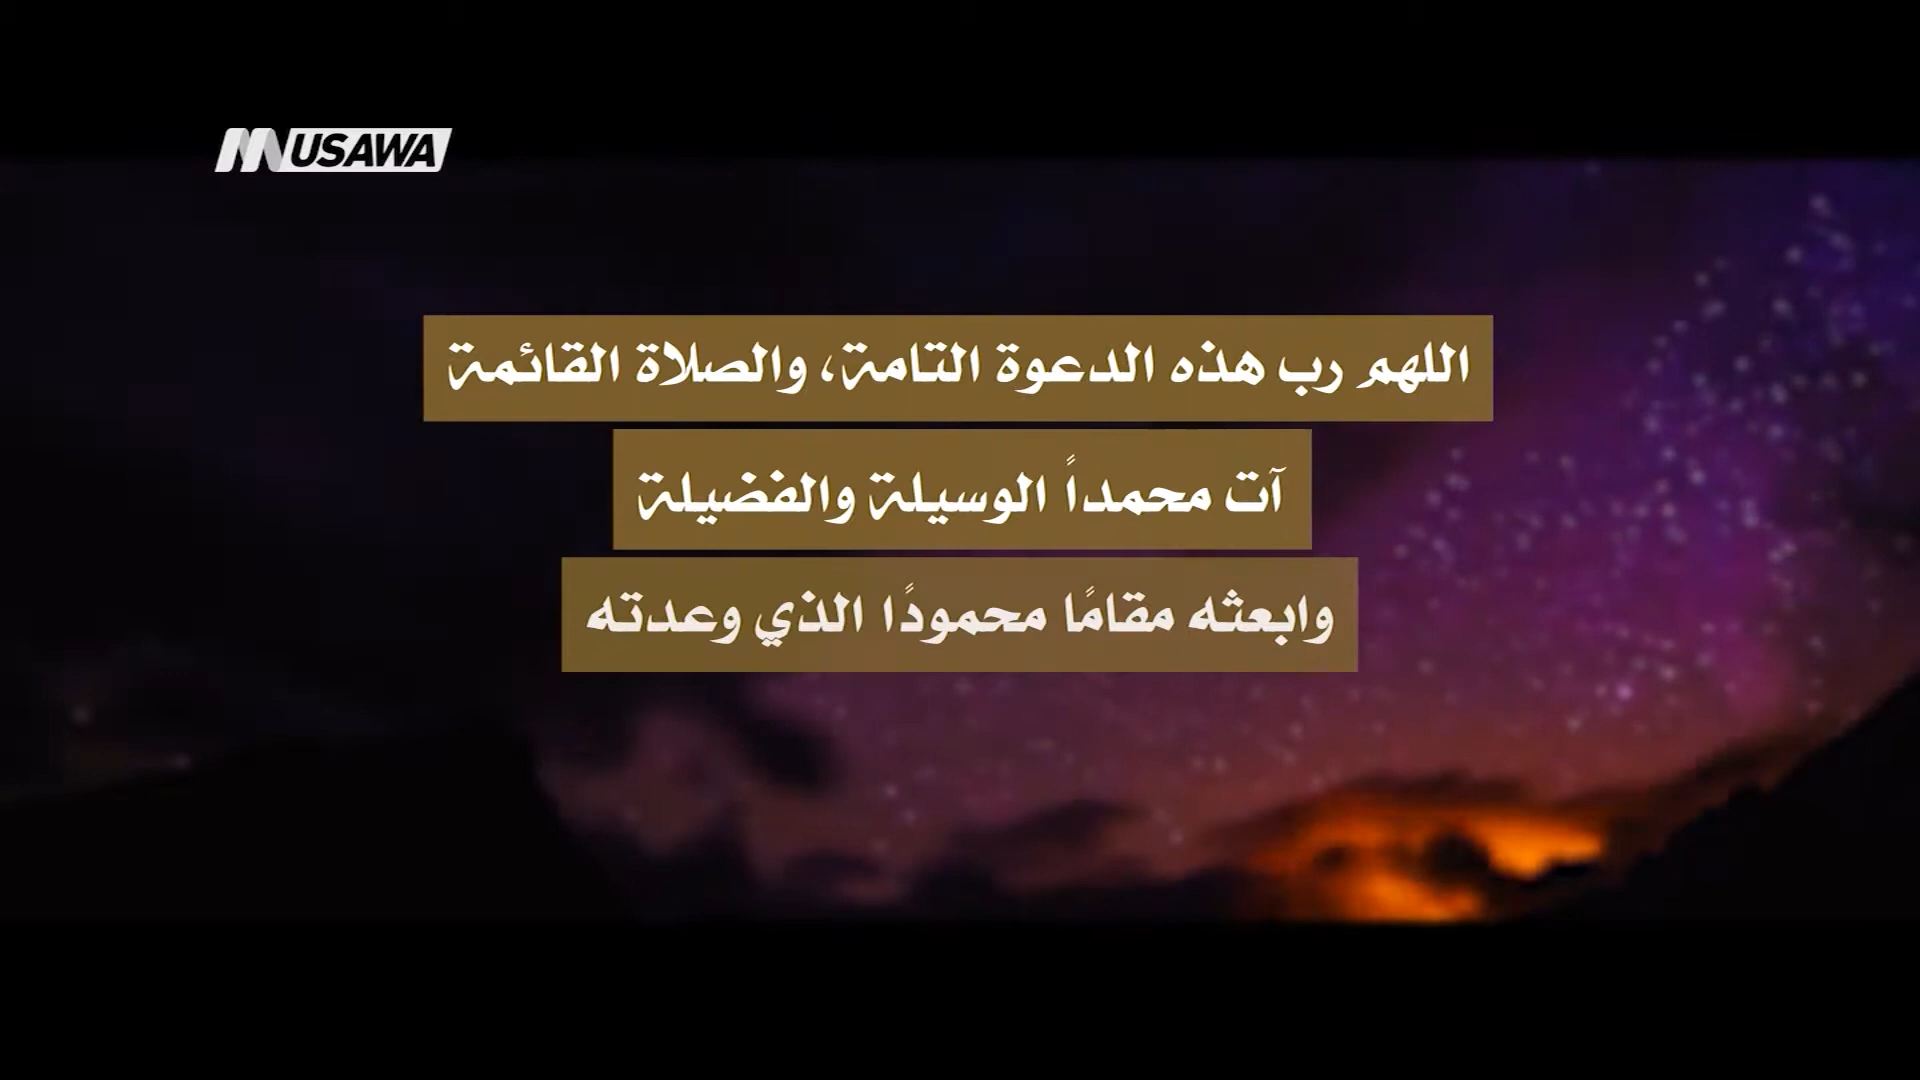 MUSAWA
اللهم رب هذه الدعوة التامة، والصلاة القائمة
آت محمداً الوسيلة والفضيلة
وابعثه مقامًا محمودًا الذي وعدته